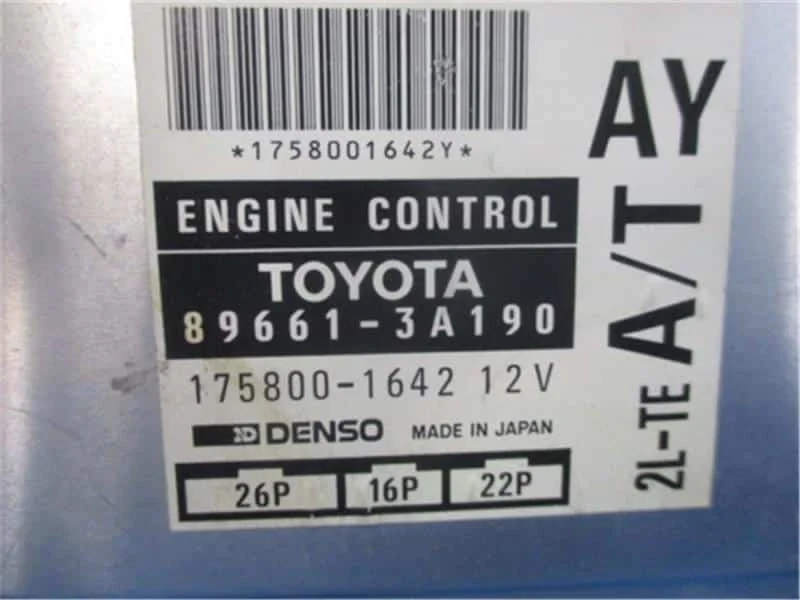 *1758001642Y*
ENGINE CONTROL
TOYOTA
89661-3A190
175800-1642 12V
DENSO MADE IN JAPAN
26P 16P 22P
AY
2L-TE A/T